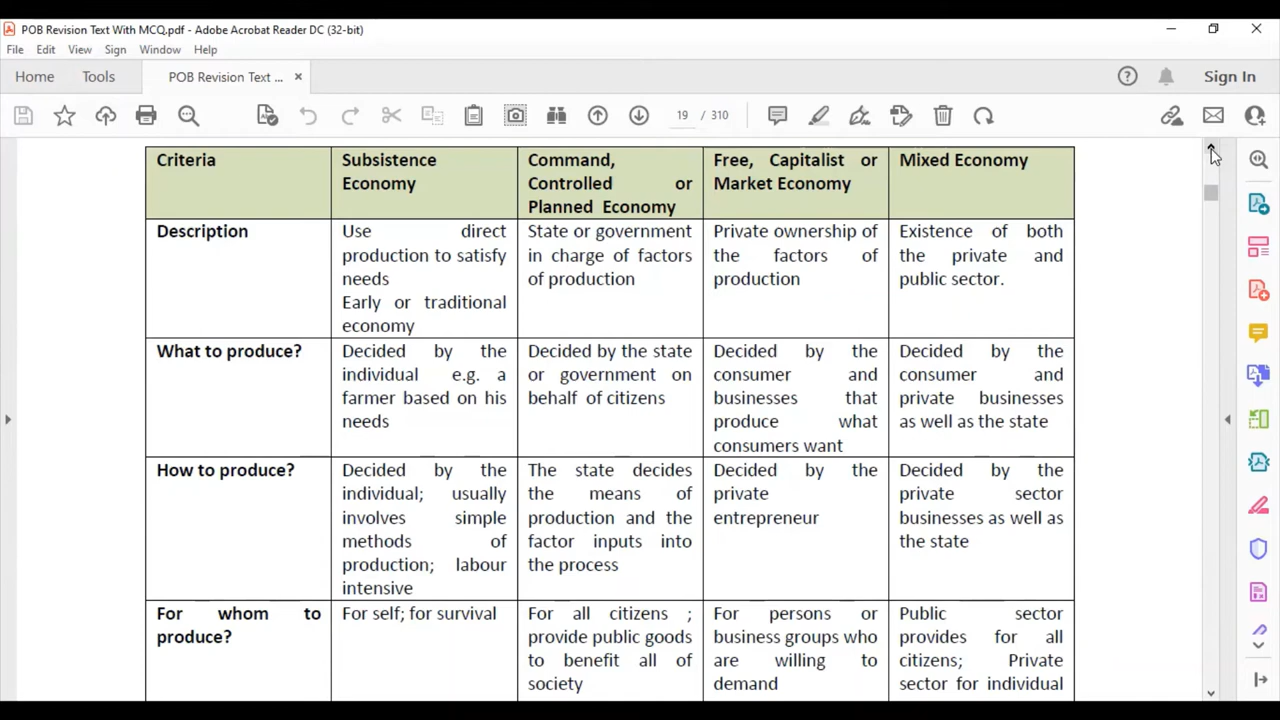 POB Revision Text With MCQ.pdf - Adobe Acrobat Reader DC (32-bit)
File Edit View Sign Window Help
Home Tools POB Revision Text ... × Sign In
19 / 310
Criteria
Subsistence
Economy
Command,
Controlled or
Planned Economy
Free, Capitalist or
Market Economy
Mixed Economy
Description
Use direct
production to satisfy
needs
Early or traditional
economy
State or government
in charge of factors
of production
Private ownership of
the factors of
production
Existence of both
the private and
public sector.
What to produce?
Decided by the
individual e.g. a
farmer based on his
needs
Decided by the state
or government on
behalf of citizens
Decided by the
consumer and
businesses that
produce what
consumers want
Decided by the
consumer and
private businesses
as well as the state
How to produce?
Decided by the
individual; usually
involves simple
methods of
production; labour
intensive
The state decides
the means of
production and the
factor inputs into
the process
Decided by the
private
entrepreneur
Decided by the
private sector
businesses as well as
the state
For whom to
produce?
For self; for survival
For all citizens ;
provide public goods
to benefit all of
society
For persons or
business groups who
are willing to
demand
Public sector
provides for all
citizens; Private
sector for individual